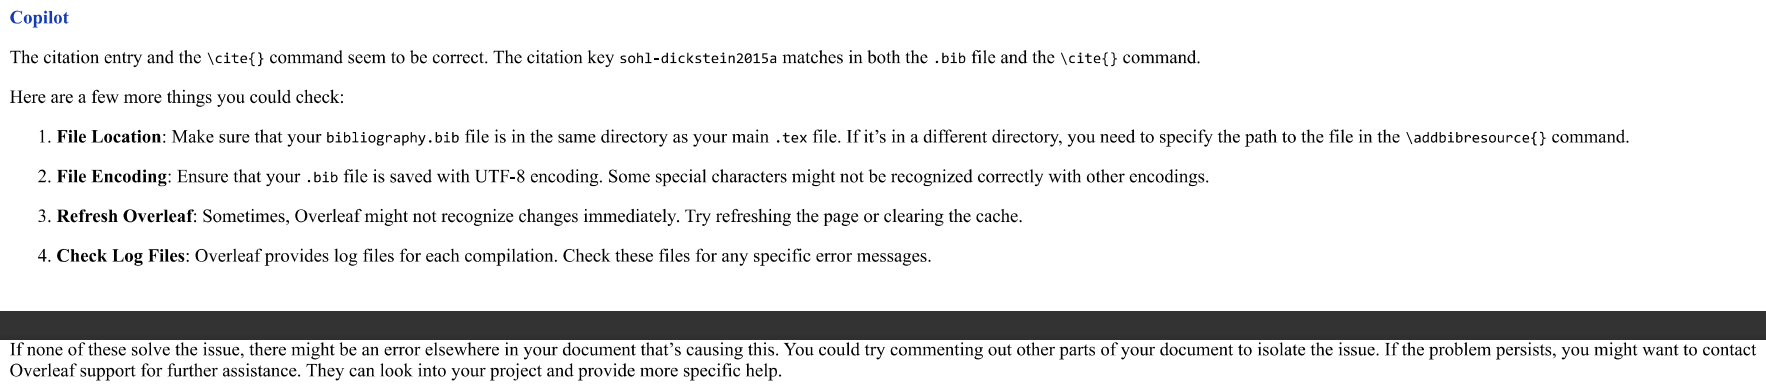 Copilot
The citation entry and the \cite{} command seem to be correct. The citation key sohl-dickstein2015a matches in both the .bib file and the \cite{} command.
Here are a few more things you could check:
1. File Location: Make sure that your bibliography.bib file is in the same directory as your main .tex file. If it’s in a different directory, you need to specify the path to the file in the \addbibresource{} command.
2. File Encoding: Ensure that your .bib file is saved with UTF-8 encoding. Some special characters might not be recognized correctly with other encodings.
3. Refresh Overleaf: Sometimes, Overleaf might not recognize changes immediately. Try refreshing the page or clearing the cache.
4. Check Log Files: Overleaf provides log files for each compilation. Check these files for any specific error messages.
If none of these solve the issue, there might be an error elsewhere in your document that’s causing this. You could try commenting out other parts of your document to isolate the issue. If the problem persists, you might want to contact
Overleaf support for further assistance. They can look into your project and provide more specific help.